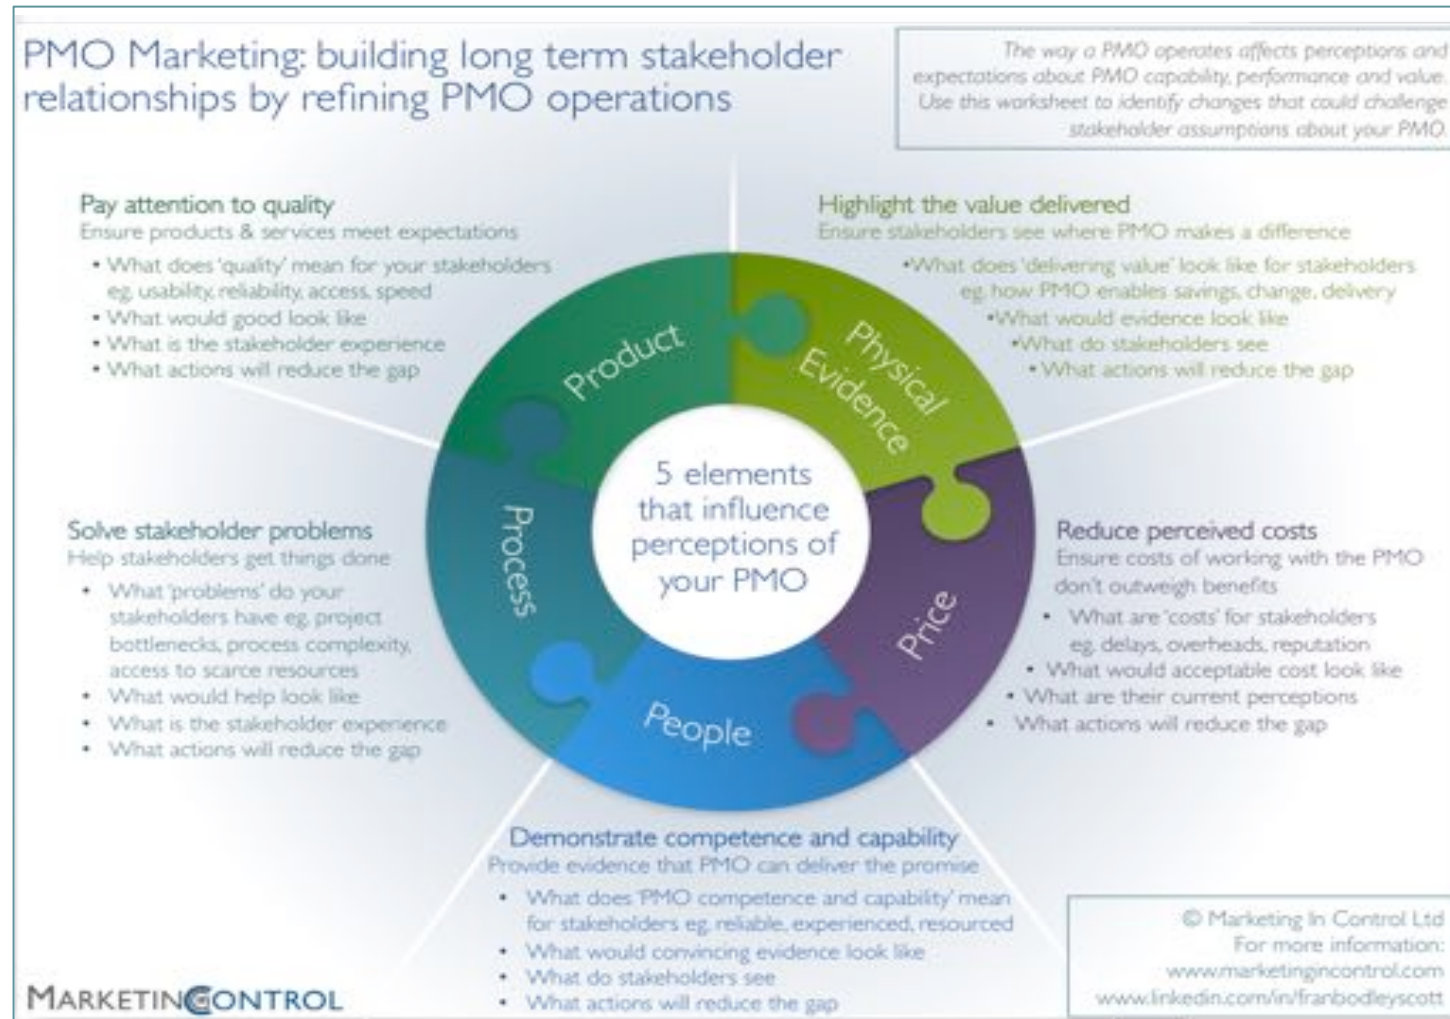 PMO Marketing: building long term stakeholder
relationships by refining PMO operations
The way a PMO operates affects perceptions and
expectations about PMO capability, performance and value.
Use this worksheet to identify changes that could challenge
stakeholder assumptions about your PMO.
Pay attention to quality
Ensure products & services meet expectations
• What does 'quality' mean for your stakeholders
eg, usability, reliability, access, speed
• What would good look like
• What is the stakeholder experience
• What actions will reduce the gap
Highlight the value delivered
Ensure stakeholders see where PMO makes a difference
•What does 'delivering value' look like for stakeholders
eg, how PMO enables savings, change, delivery
•What would evidence look like
•What do stakeholders see
• What actions will reduce the gap
Product
Physical
Evidence
Process
Price
People
5 elements
that influence
perceptions of
your PMO
Solve stakeholder problems
Help stakeholders get things done
• What 'problems' do your
stakeholders have eg, project
bottlenecks, process complexity,
access to scarce resources
• What would help look like
• What is the stakeholder experience
• What actions will reduce the gap
Reduce perceived costs
Ensure costs of working with the PMO
don't outweigh benefits
• What are 'costs' for stakeholders
eg, delays, overheads, reputation
• What would acceptable cost look like
• What are their current perceptions
• What actions will reduce the gap
Demonstrate competence and capability
Provide evidence that PMO can deliver the promise
• What does 'PMO competence and capability' mean
for stakeholders eg, reliable, experienced, resourced
• What would convincing evidence look like
• What do stakeholders see
• What actions will reduce the gap
MARKETINGCONTROL
© Marketing In Control Ltd
For more information:
www.marketingincontrol.com
www.linkedin.com/in/franbodleyscott